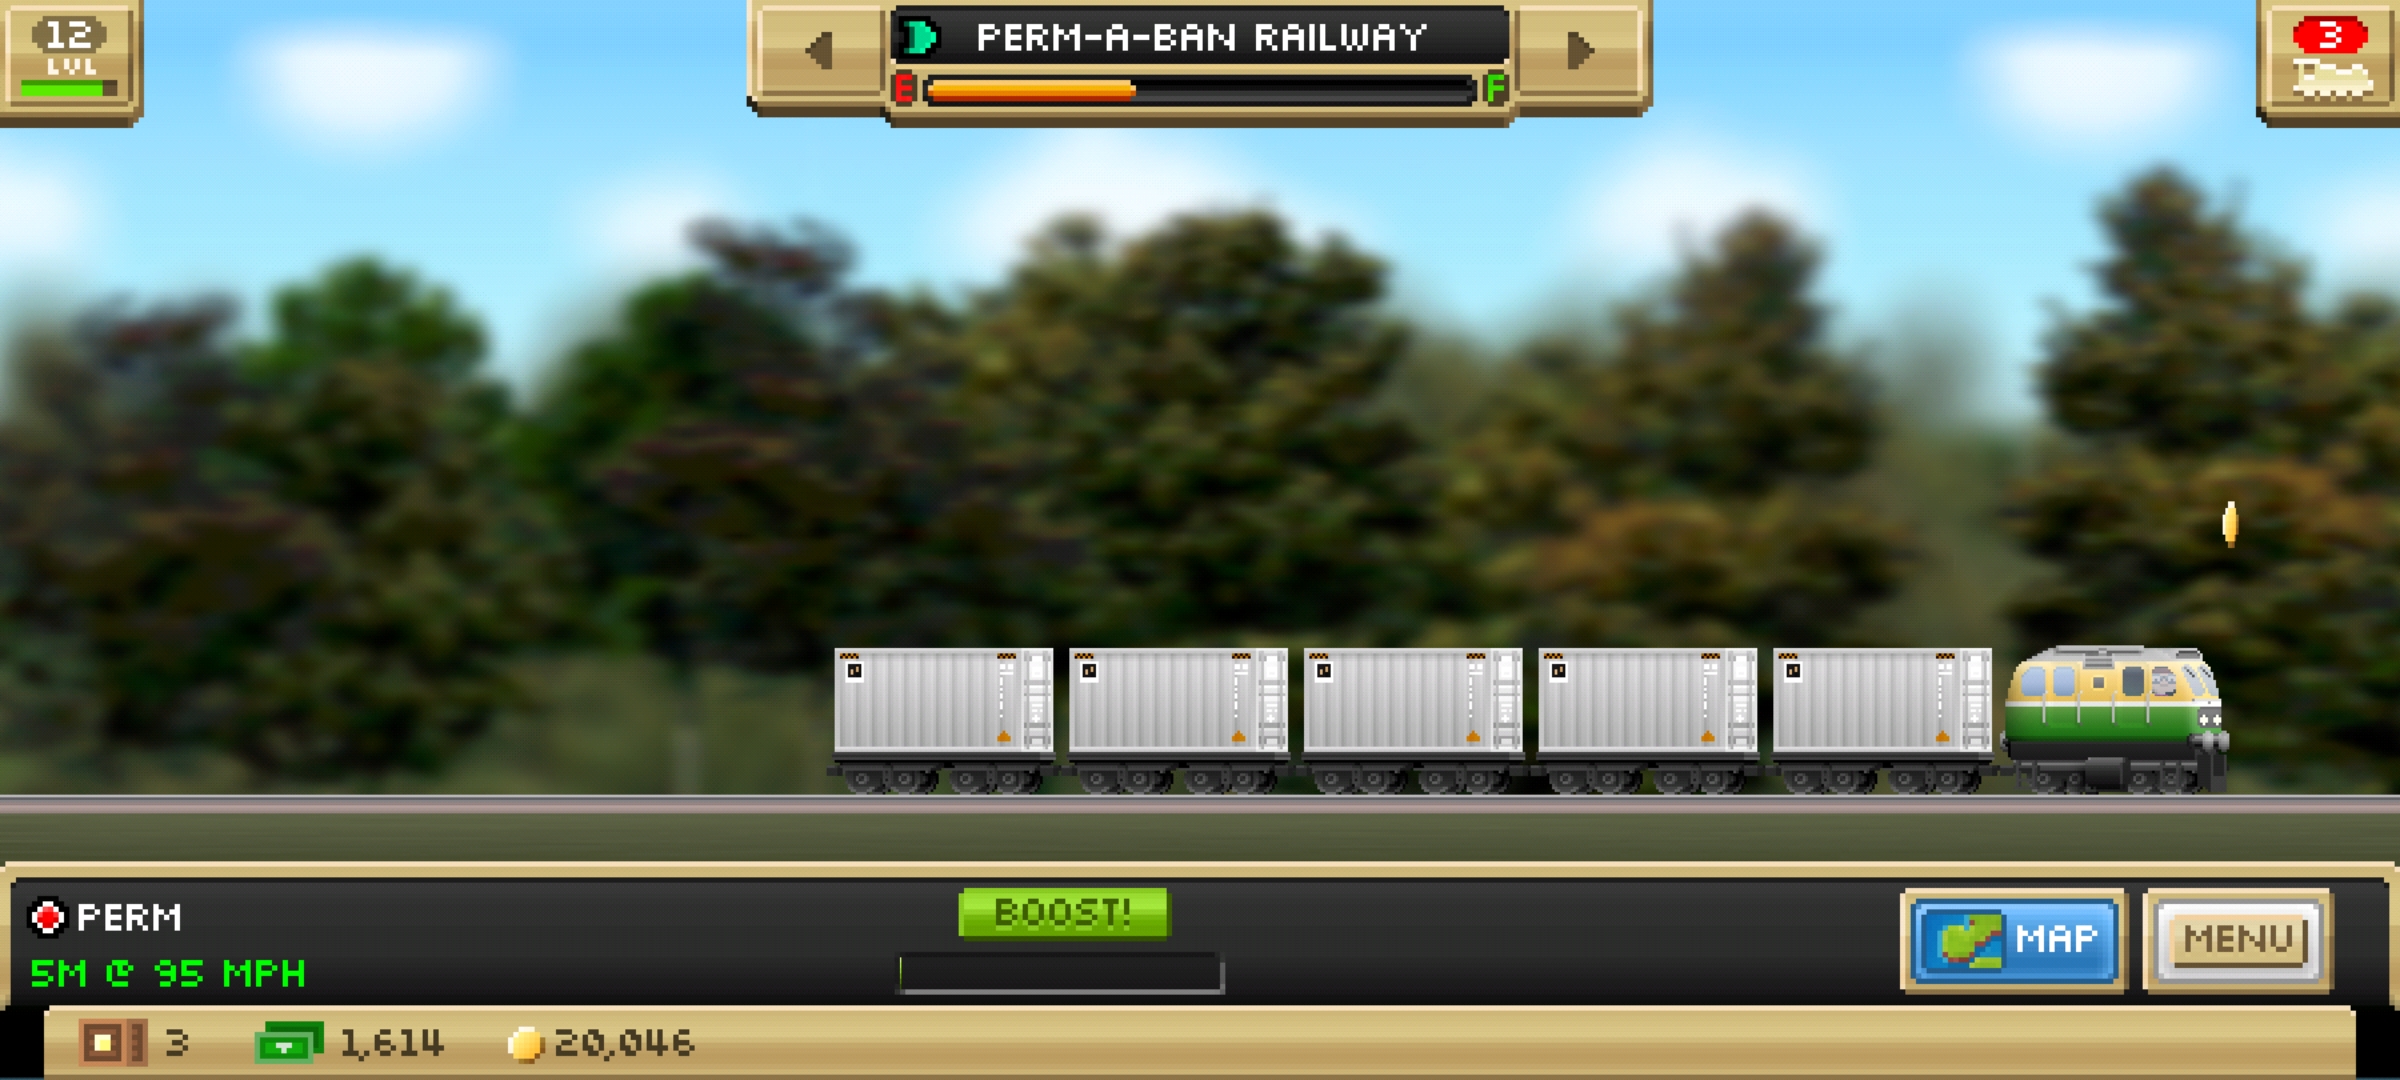 12
LVL
PERM-A-BAN RAILWAY
E F
3
PERM
5M @ 95 MPH
BOOST!
MAP
MENU
3 1,614 20,046